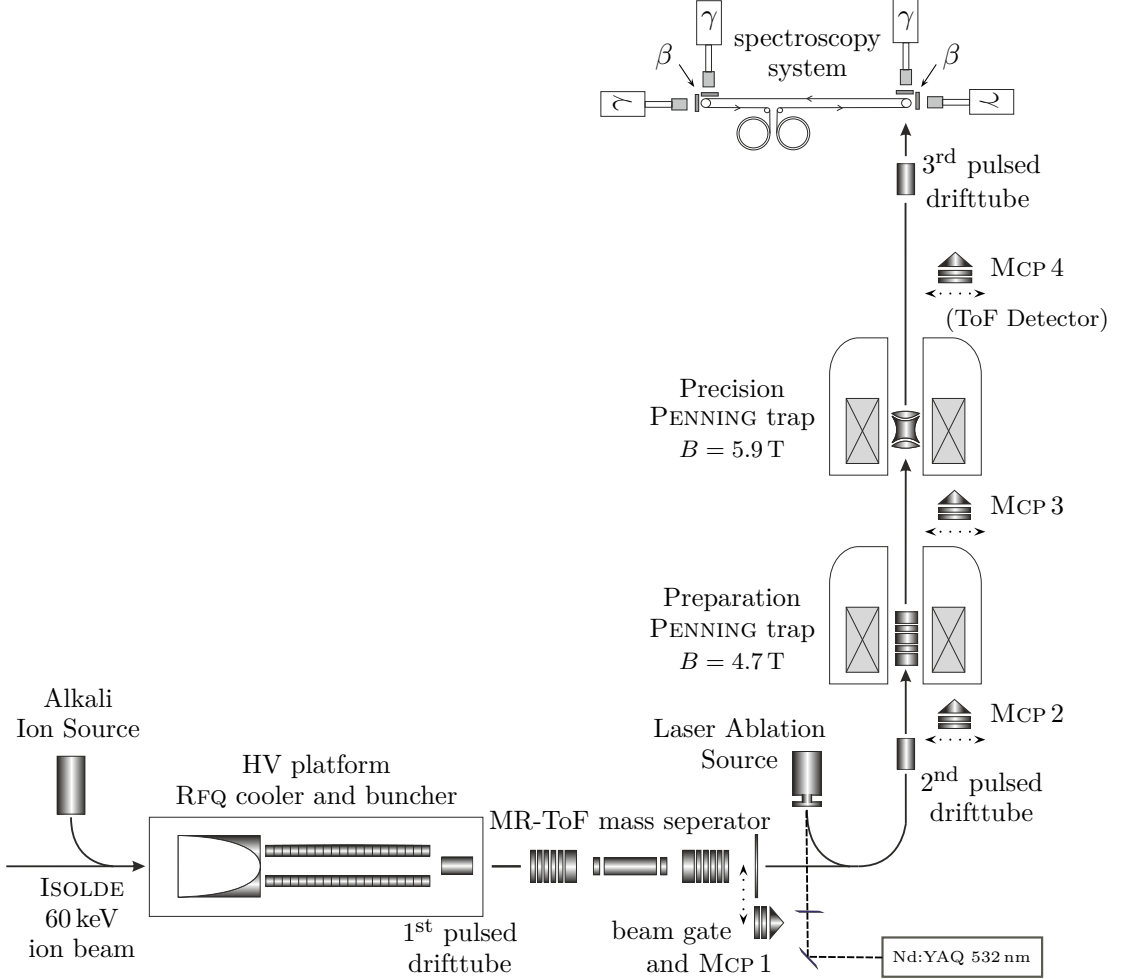 γ
γ
spectroscopy
system
β
β
γ
γ
3rd pulsed
drifttube
MCP 4
(ToF Detector)
Precision
PENNING trap
B = 5.9 T
MCP 3
Preparation
PENNING trap
B = 4.7 T
MCP 2
Alkali
Ion Source
Laser Ablation
Source
HV platform
RFQ cooler and buncher
2nd pulsed
drifttube
MR-ToF mass seperator
ISOLDE
60 keV
ion beam
1st pulsed
drifttube
beam gate
and MCP 1
Nd:YAQ 532 nm